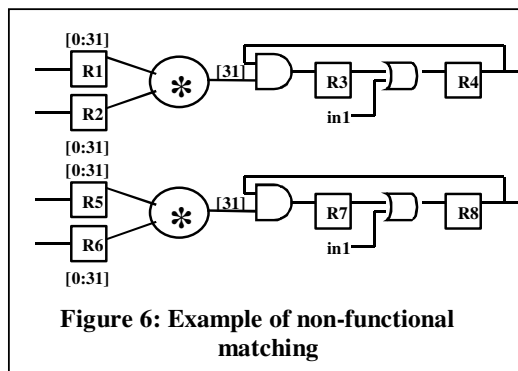 [0:31]
R1
*
[31]
R3
R4
R2
in1
[0:31]
[0:31]
R5
*
[31]
R7
R8
R6
in1
[0:31]
Figure 6: Example of non-functional
matching